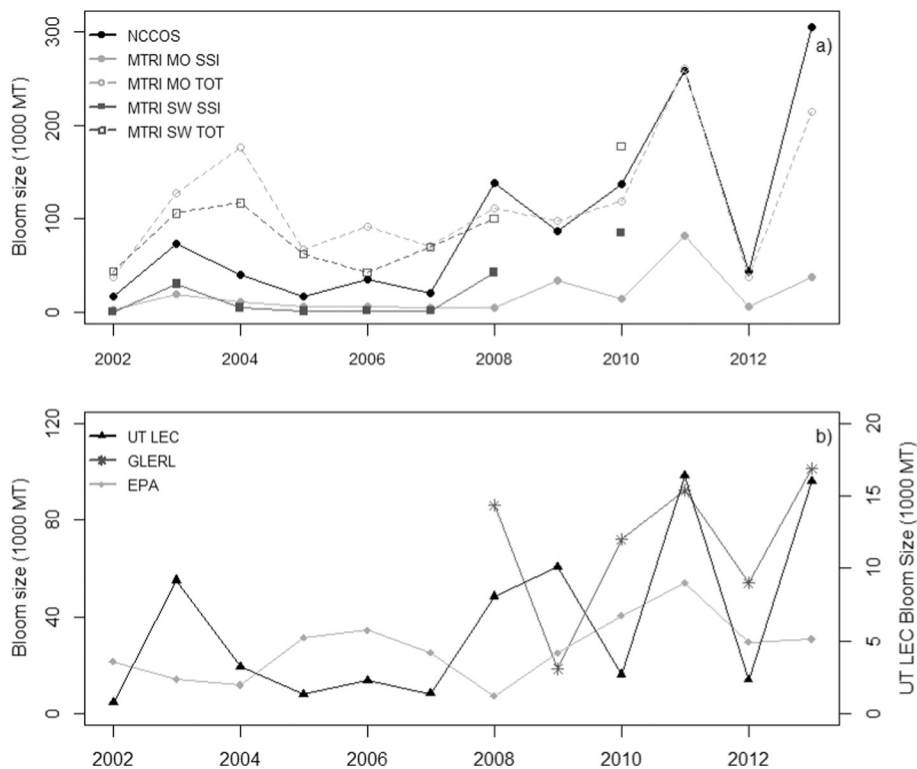 a)
NCCOS
MTRI MO SSI
MTRI MO TOT
MTRI SW SSI
MTRI SW TOT
Bloom size (1000 MT)
300
200
100
0
2002 2004 2006 2008 2010 2012
b)
UT LEC
GLERL
EPA
Bloom size (1000 MT)
120
80
40
0
20
15
10
5
0
UT LEC Bloom Size (1000 MT)
2002 2004 2006 2008 2010 2012